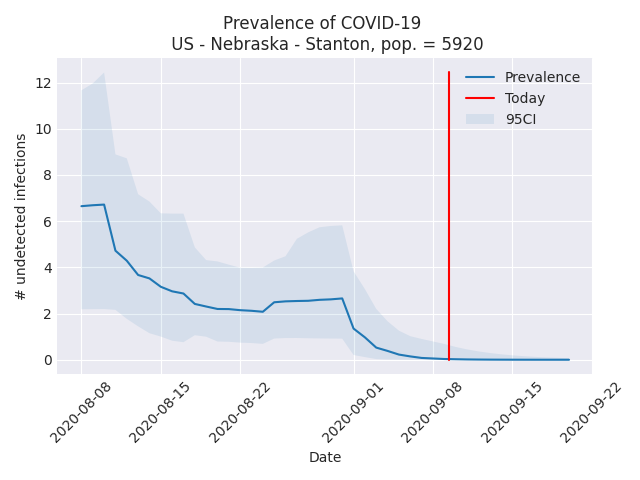 Prevalence of COVID-19
US - Nebraska - Stanton, pop. = 5920
Prevalence
Today
95CI
# undetected infections
12
10
8
6
4
2
0
2020-08-08
2020-08-15
2020-08-22
2020-09-01
2020-09-08
2020-09-15
2020-09-22
Date